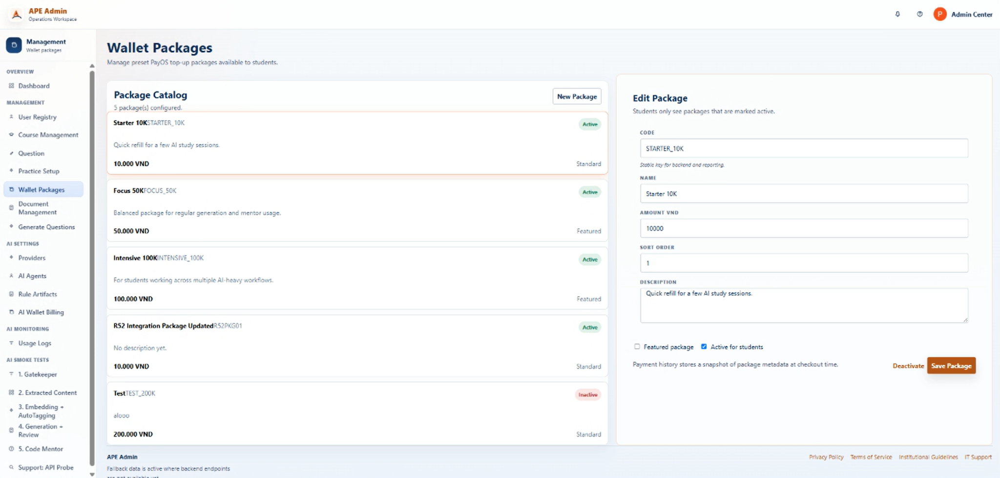 APE Admin
Operations Workspace
P
Admin Center
Management
Wallet packages
OVERVIEW
Dashboard
MANAGEMENT
User Registry
Course Management
Question
Practice Setup
Wallet Packages
Document
Management
Generate Questions
AI SETTINGS
Providers
AI Agents
Rule Artifacts
AI Wallet Billing
AI MONITORING
Usage Logs
AI SMOKE TESTS
1. Gatekeeper
2. Extracted Content
3. Embedding +
AutoTagging
4. Generation +
Review
5. Code Mentor
Support: API Probe
Wallet Packages
Manage preset PayOS top-up packages available to students.
Package Catalog
5 package(s) configured.
New Package
Starter 10KSTARTER_10K
Active
Quick refill for a few AI study sessions.
10.000 VND
Standard
Focus 50KFOCUS_50K
Active
Balanced package for regular generation and mentor usage.
50.000 VND
Featured
Intensive 100KINTENSIVE_100K
Active
For students working across multiple AI-heavy workflows.
100.000 VND
Featured
R52 Integration Package UpdatedR52PKG01
Active
No description yet.
10.000 VND
Standard
TestTEST_200K
Inactive
alooo
200.000 VND
Standard
Edit Package
Students only see packages that are marked active.
CODE
STARTER_10K
Stable key for backend and reporting.
NAME
Starter 10K
AMOUNT VND
10000
SORT ORDER
1
DESCRIPTION
Quick refill for a few AI study sessions.
Featured package
Active for students
Payment history stores a snapshot of package metadata at checkout time.
Deactivate
Save Package
APE Admin
Fallback data is active where backend endpoints
are not available yet.
Privacy Policy
Terms of Service
Institutional Guidelines
IT Support